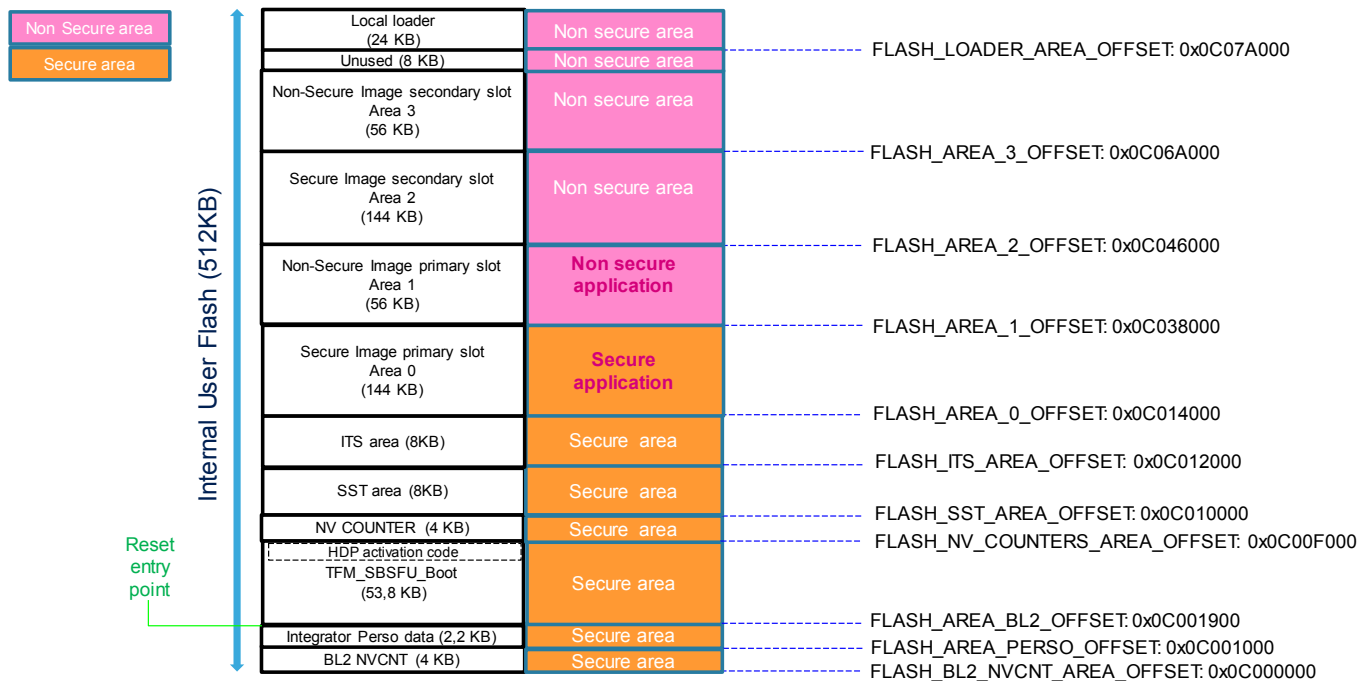 Non Secure area
Secure area
Internal User Flash (512KB)
Reset
entry
point
Local loader
(24 KB)
Non secure area
FLASH_LOADER_AREA_OFFSET: 0x0C07A000
Unused (8 KB)
Non secure area
Non-Secure Image secondary slot
Area 3
(56 KB)
Non secure area
FLASH_AREA_3_OFFSET: 0x0C06A000
Secure Image secondary slot
Area 2
(144 KB)
Non secure area
FLASH_AREA_2_OFFSET: 0x0C046000
Non-Secure Image primary slot
Area 1
(56 KB)
Non secure
application
FLASH_AREA_1_OFFSET: 0x0C038000
Secure Image primary slot
Area 0
(144 KB)
Secure
application
FLASH_AREA_0_OFFSET: 0x0C014000
ITS area (8KB)
Secure area
FLASH_ITS_AREA_OFFSET: 0x0C012000
SST area (8KB)
Secure area
FLASH_SST_AREA_OFFSET: 0x0C010000
NV COUNTER (4 KB)
Secure area
FLASH_NV_COUNTERS_AREA_OFFSET: 0x0C00F000
HDP activation code
TFM_SBSFU_Boot
(53,8 KB)
Secure area
FLASH_AREA_BL2_OFFSET: 0x0C001900
Integrator Perso data (2,2 KB)
Secure area
FLASH_AREA_PERSO_OFFSET: 0x0C001000
BL2 NVCNT (4 KB)
Secure area
FLASH_BL2_NVCNT_AREA_OFFSET: 0x0C000000